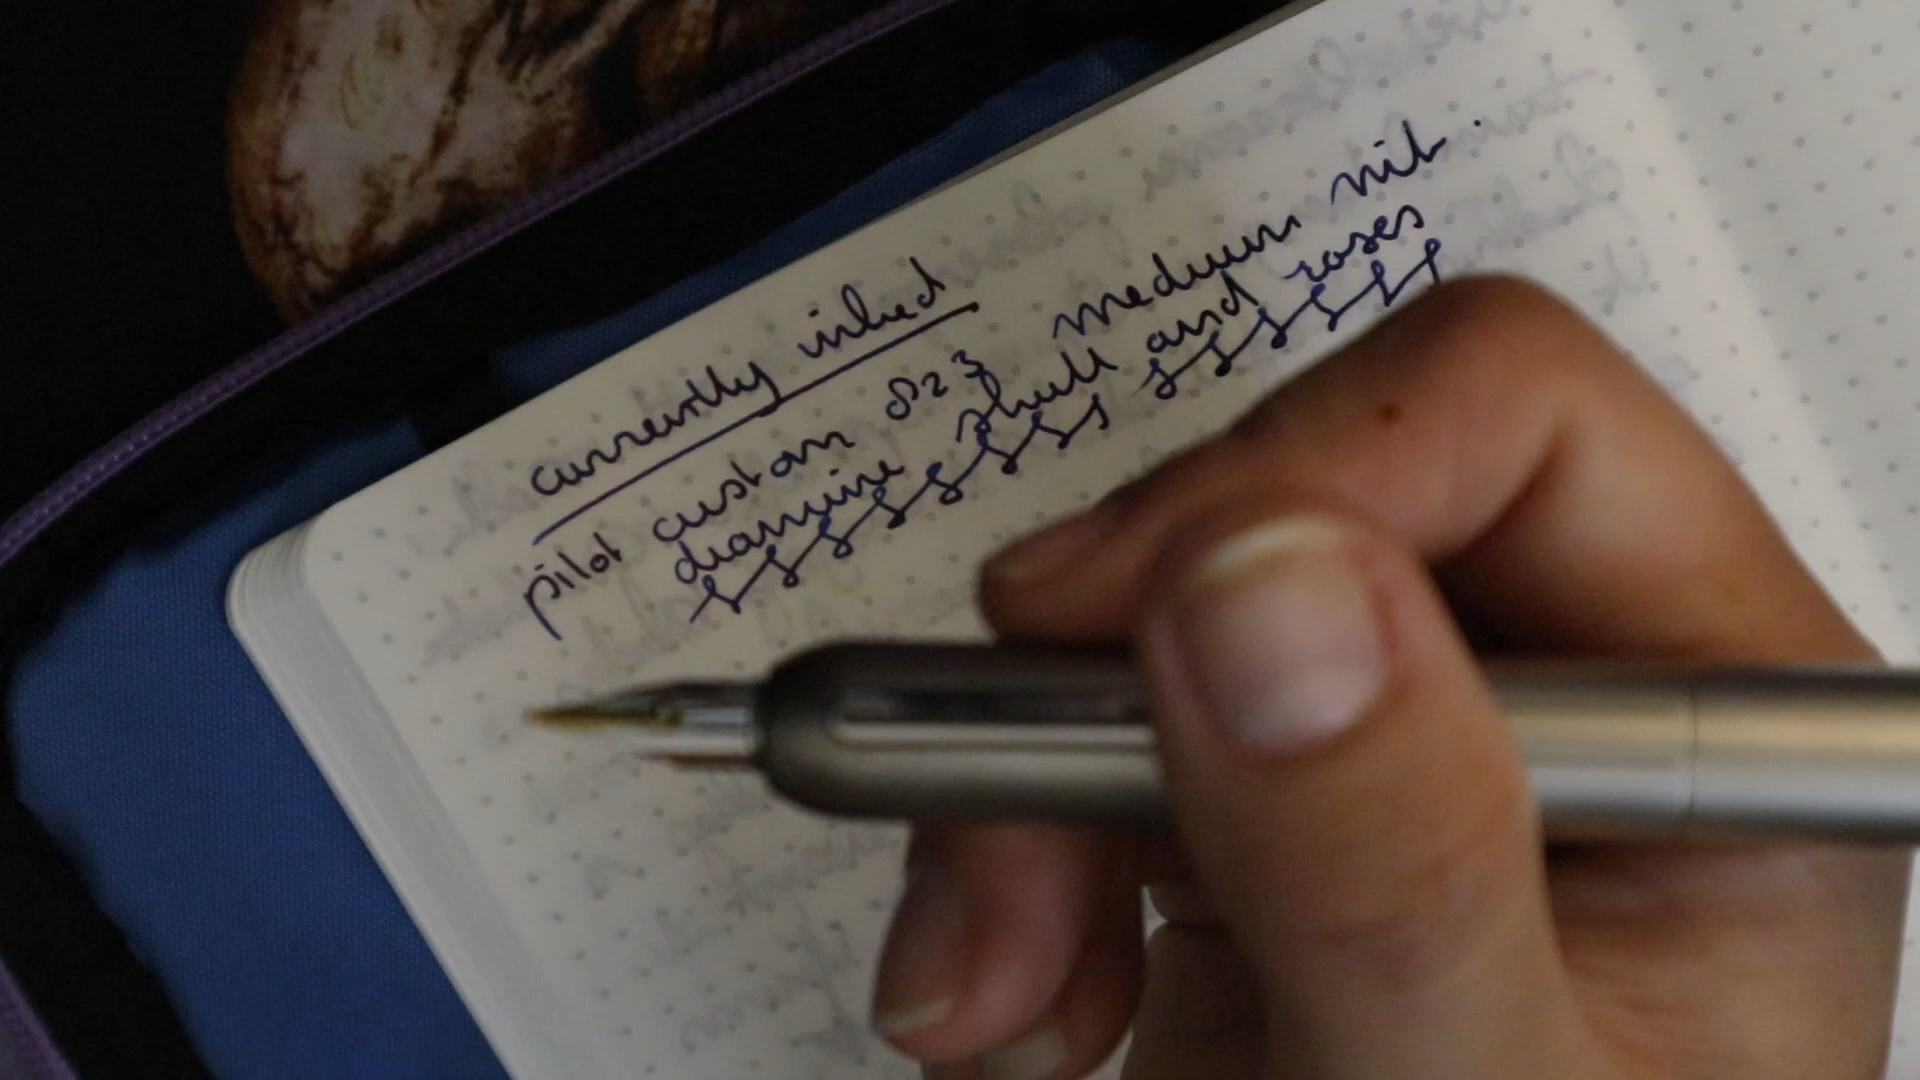 currently inked
pilot custom 823 medium nib.
diamine skull and roses